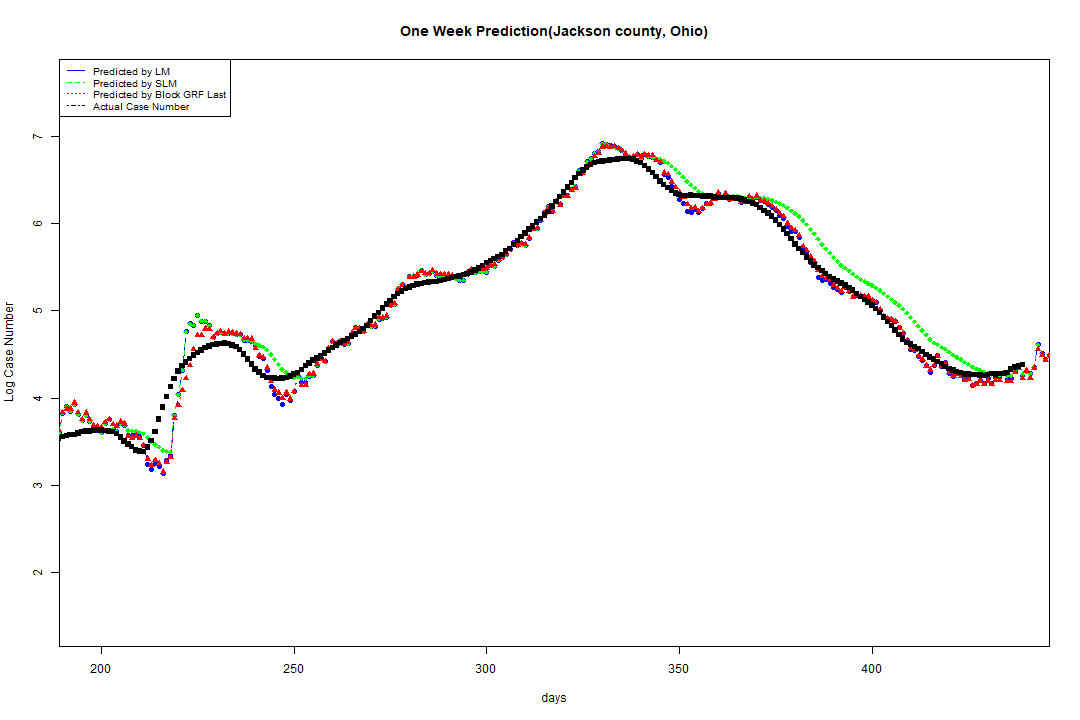 One Week Prediction(Jackson county, Ohio)
Predicted by LM
Predicted by SLM
Predicted by Block GRF Last
Actual Case Number
7
6
5
4
3
2
Log Case Number
200 250 300 350 400
days